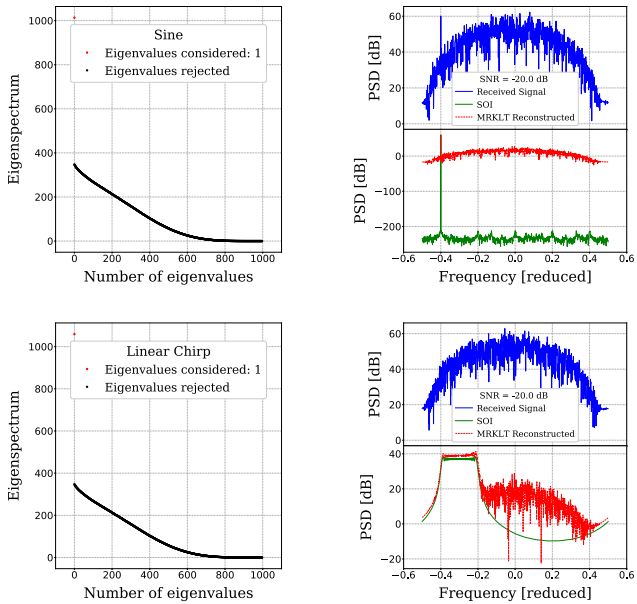 Sine
Eigenvalues considered: 1
Eigenvalues rejected
Eigenspectrum
1000
800
600
400
200
0
0 200 400 600 800 1000
Number of eigenvalues
PSD [dB]
60
40
20
SNR = -20.0 dB
Received Signal
SOI
MRKLT Reconstructed
PSD [dB]
0
−100
−200
−0.6 −0.4 −0.2 0.0 0.2 0.4 0.6
Frequency [reduced]
Linear Chirp
Eigenvalues considered: 1
Eigenvalues rejected
Eigenspectrum
1000
800
600
400
200
0
0 200 400 600 800 1000
Number of eigenvalues
PSD [dB]
60
40
20
0
SNR = -20.0 dB
Received Signal
SOI
MRKLT Reconstructed
PSD [dB]
40
20
0
−20
−0.6 −0.4 −0.2 0.0 0.2 0.4 0.6
Frequency [reduced]